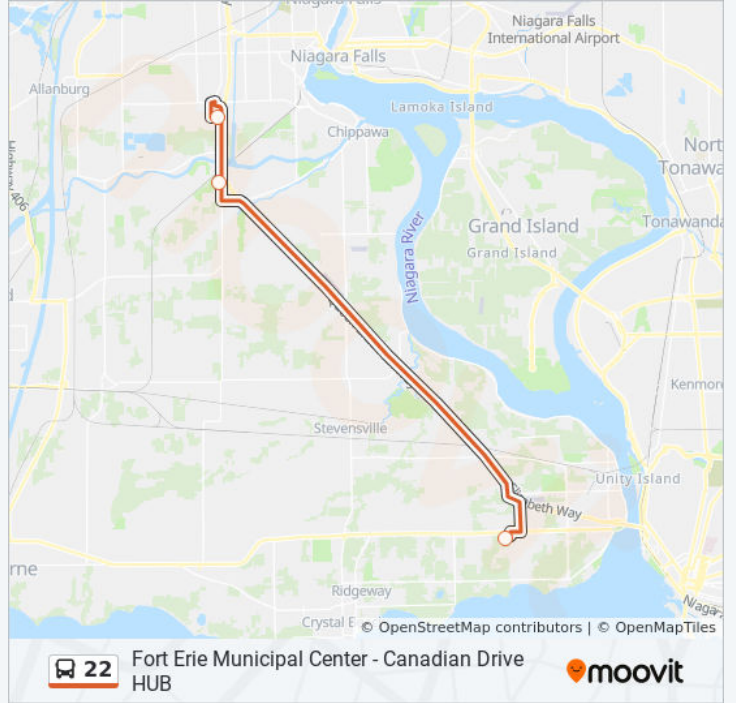 Niagara Falls
Niagara Falls
International Airport
Niagara Falls
Allanburg
Lamoka Island
Chippawa
North
Tonawa
406
Grand Island
Grand Island
Tonawanda
Niagara River
Kenmore
Stevensville
Unity Island
beth Way
rne
Ridgeway
Crystal B
Niaga
© OpenStreetMap contributors | © OpenMapTiles
22
Fort Erie Municipal Center - Canadian Drive
HUB
moovit